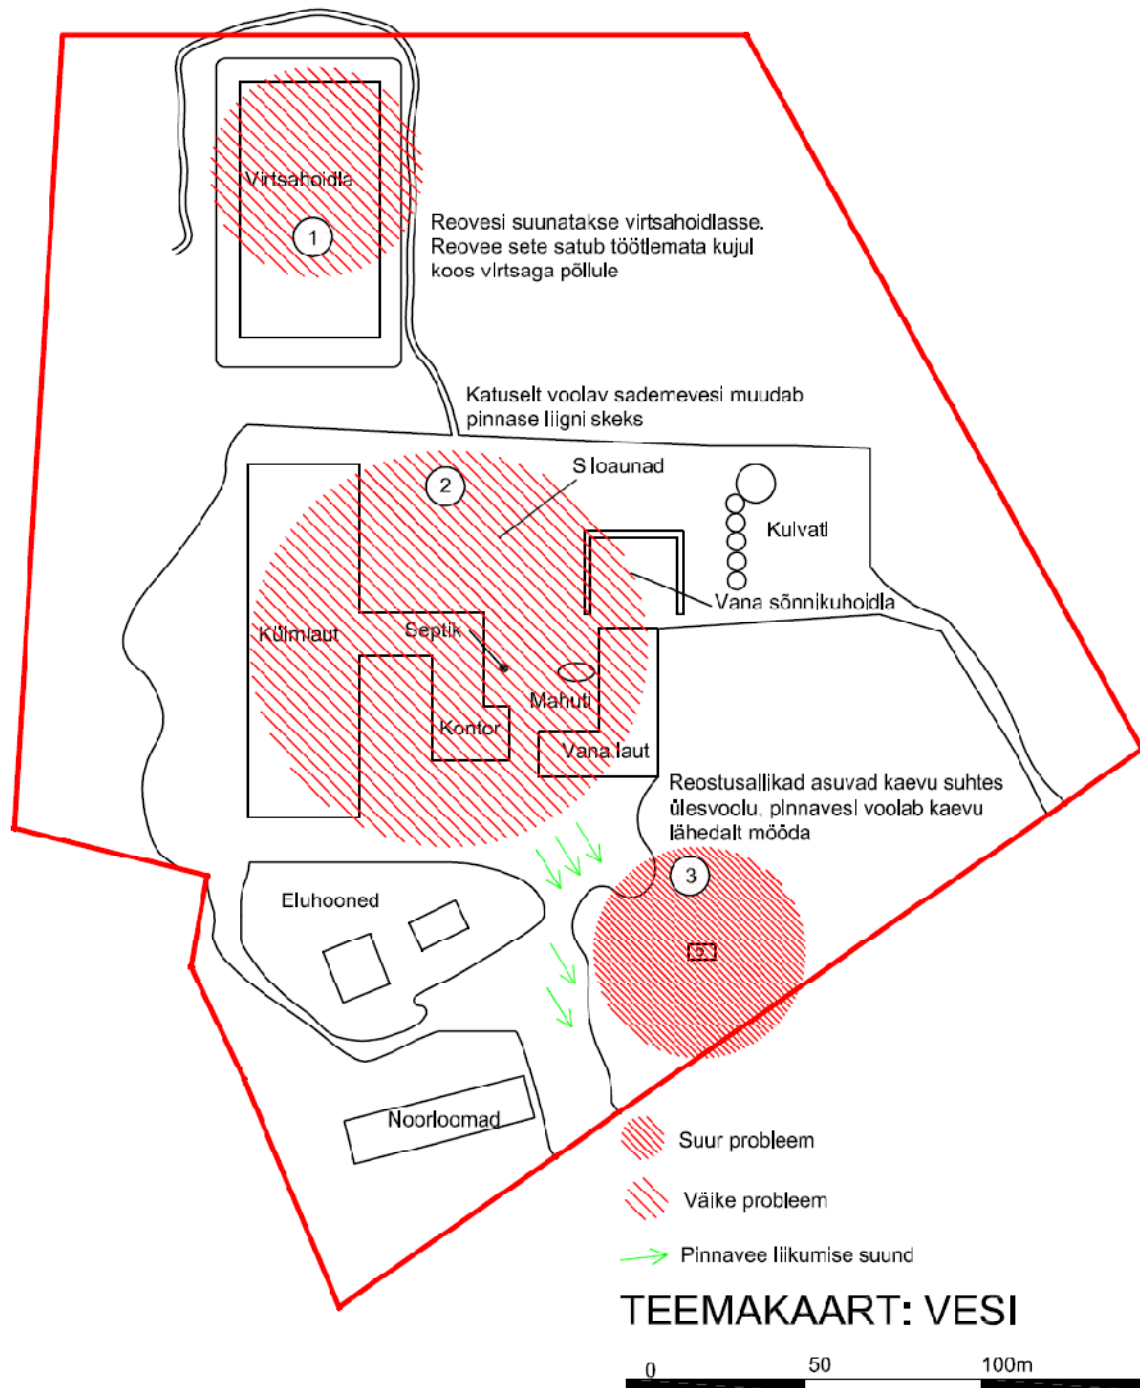 Virtsahoidla
1
Reovesi suunatakse virtsahoidlasse.
Reovee sete satub töötlemata kujul
koos virtsaga põllule
Katuselt voolav sademevesi muudab
pinnase liigni skeks
2
S loaunad
Kuivati
Vana sõnnikuhoidla
Külmlaut
Septik
Mahuti
Kontor
Vana laut
Reostusallikad asuvad kaevu suhtes
ülesvoolu, pinnavesi voolab kaevu
lähedalt mööda
3
Eluhooned
Noorloomad
Suur probleem
Väike probleem
Pinnavee liikumise suund
TEEMAKAART: VESI
0 50 100m